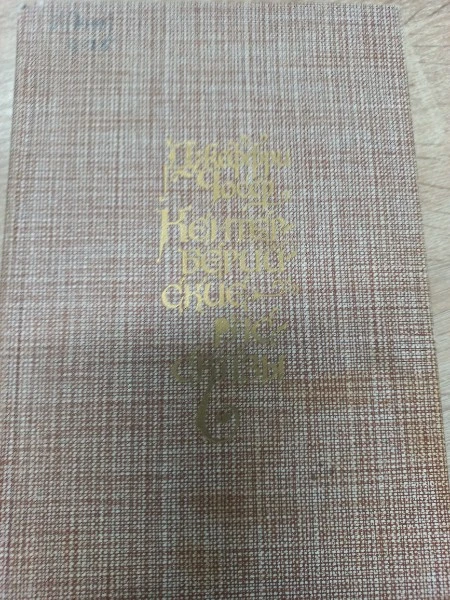 Джеффри
Чосер.
Кентер-
берий-
ские
рас-
сказы